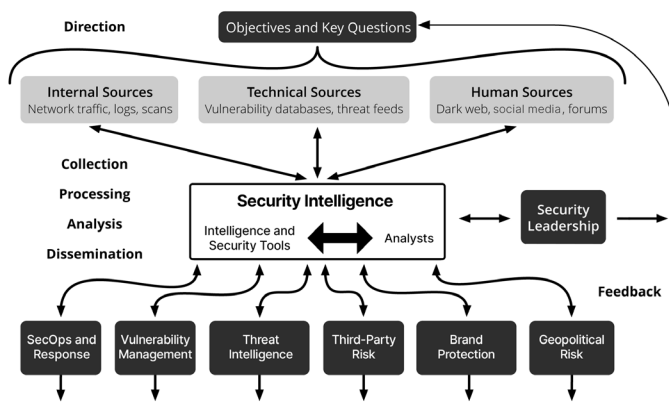 Direction
Objectives and Key Questions
Internal Sources
Network traffic, logs, scans
Technical Sources
Vulnerability databases, threat feeds
Human Sources
Dark web, social media, forums
Collection
Processing
Analysis
Dissemination
Security Intelligence
Intelligence and
Security Tools
Analysts
Security
Leadership
Feedback
SecOps and
Response
Vulnerability
Management
Threat
Intelligence
Third-Party
Risk
Brand
Protection
Geopolitical
Risk